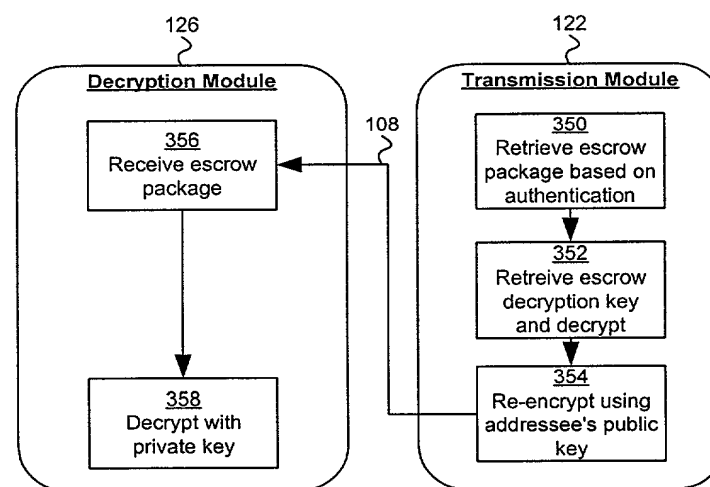 126
122
Decryption Module
Transmission Module
356
Receive escrow
package
108
350
Retrieve escrow
package based on
authentication
352
Retreive escrow
decryption key
and decrypt
358
Decrypt with
private key
354
Re-encrypt using
addressee's public
key